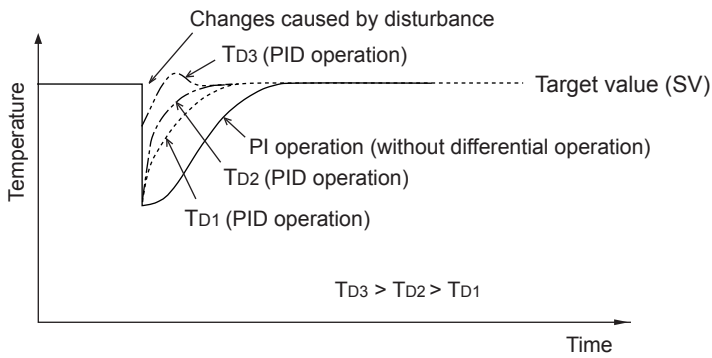 Changes caused by disturbance
TD3 (PID operation)
Target value (SV)
PI operation (without differential operation)
TD2 (PID operation)
TD1 (PID operation)
TD3 > TD2 > TD1
Temperature
Time